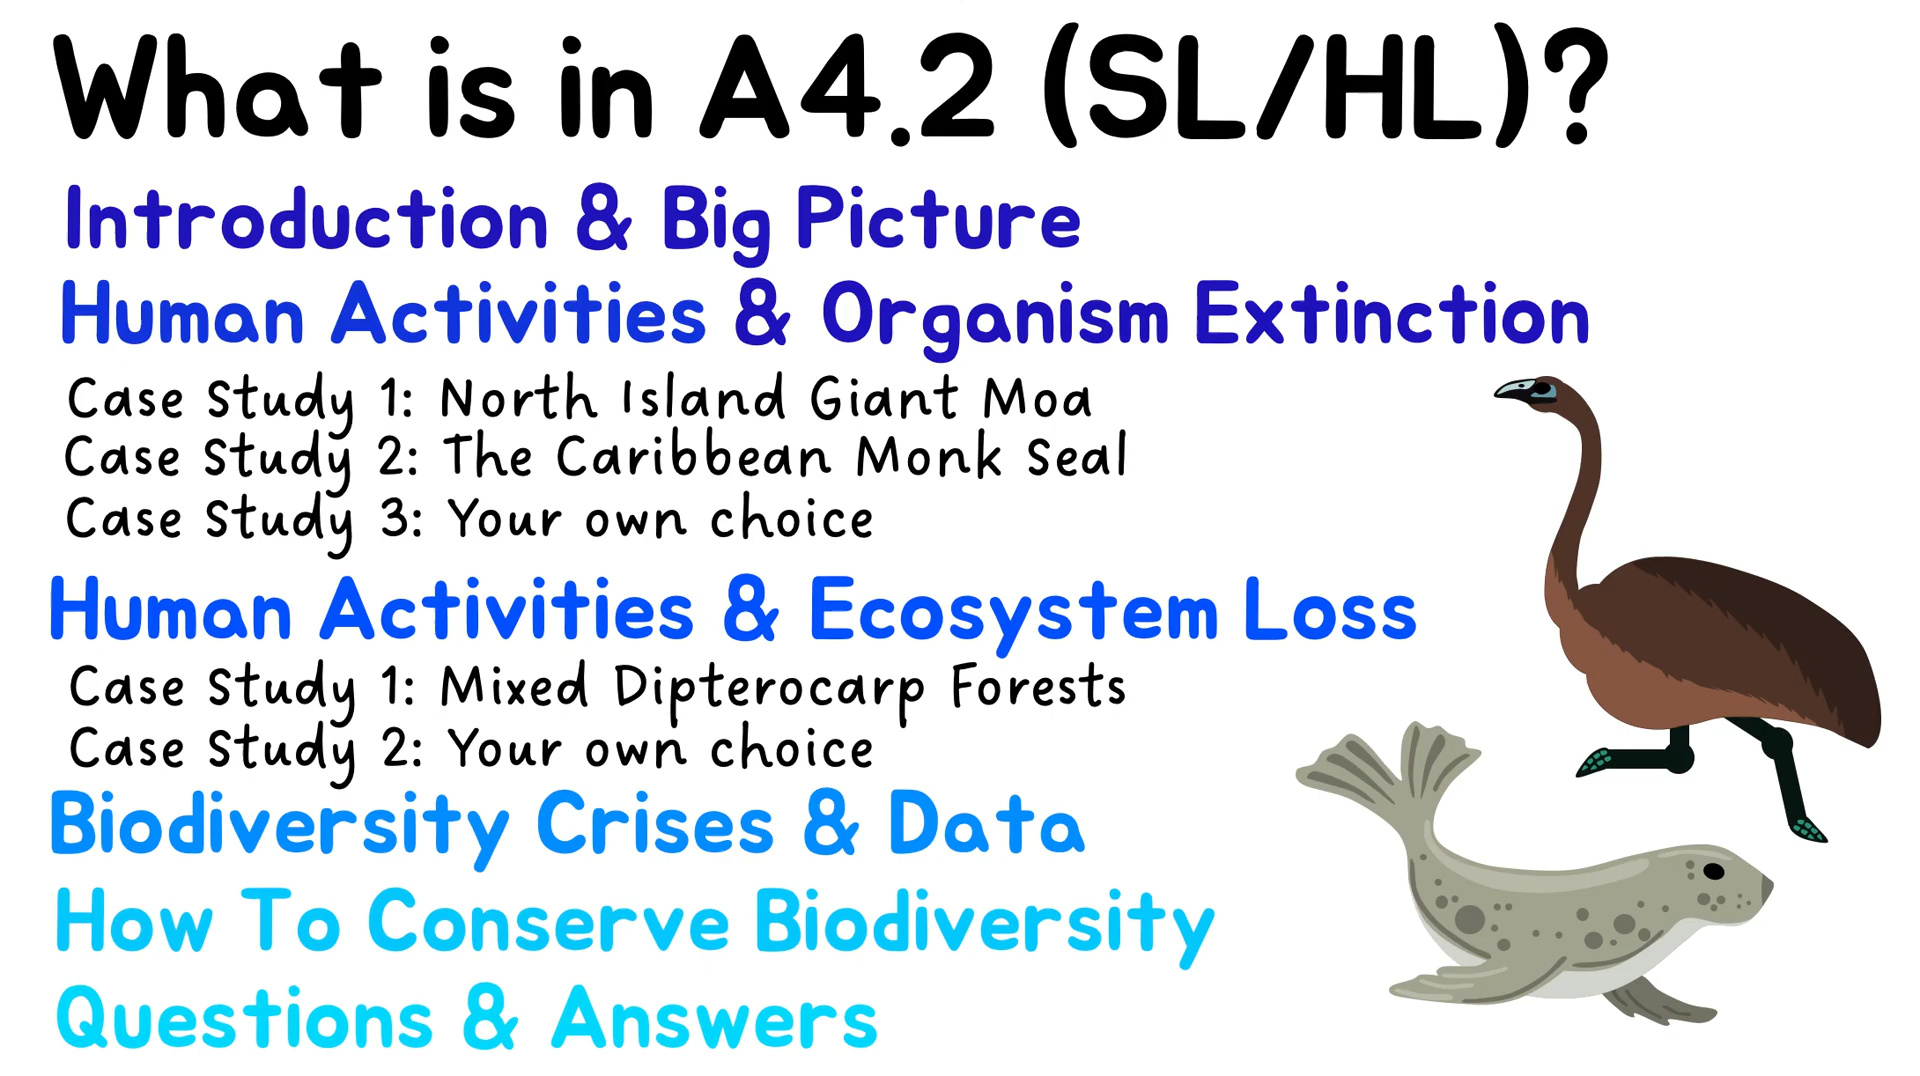 What is in A4.2 (SL/HL)?
Introduction & Big Picture
Human Activities & Organism Extinction
Case Study 1: North Island Giant Moa
Case Study 2: The Caribbean Monk Seal
Case Study 3: Your own choice
Human Activities & Ecosystem Loss
Case Study 1: Mixed Dipterocarp Forests
Case Study 2: Your own choice
Biodiversity Crises & Data
How To Conserve Biodiversity
Questions & Answers